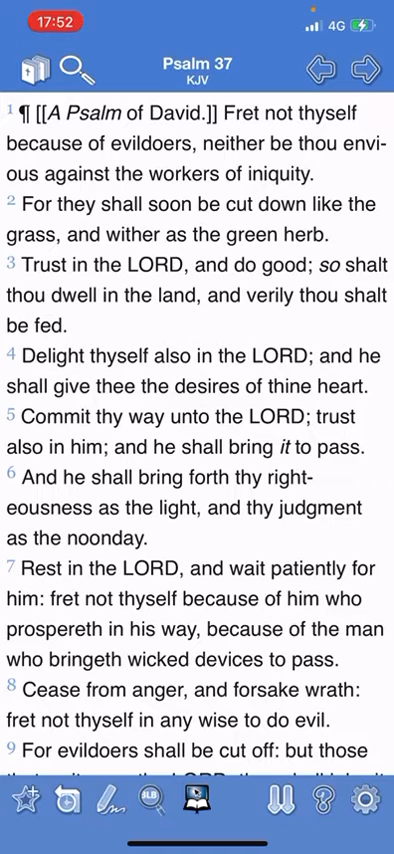 17:52
4G
Psalm 37
KJV
1 ¶ [[A Psalm of David.]] Fret not thyself
because of evildoers, neither be thou envi-
ous against the workers of iniquity.
2 For they shall soon be cut down like the
grass, and wither as the green herb.
3 Trust in the LORD, and do good; so shalt
thou dwell in the land, and verily thou shalt
be fed.
4 Delight thyself also in the LORD; and he
shall give thee the desires of thine heart.
5 Commit thy way unto the LORD; trust
also in him; and he shall bring it to pass.
6 And he shall bring forth thy right-
eousness as the light, and thy judgment
as the noonday.
7 Rest in the LORD, and wait patiently for
him: fret not thyself because of him who
prospereth in his way, because of the man
who bringeth wicked devices to pass.
8 Cease from anger, and forsake wrath:
fret not thyself in any wise to do evil.
9 For evildoers shall be cut off: but those
BLB